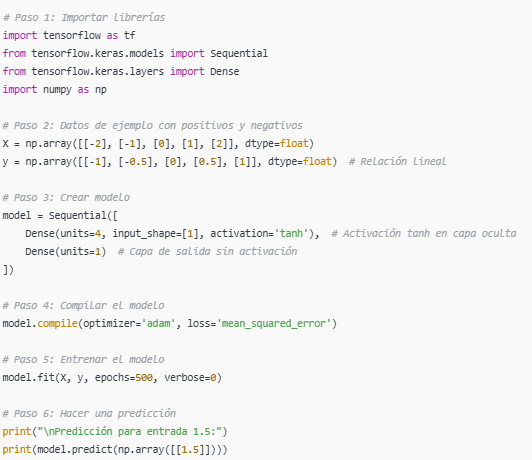 # Paso 1: Importar librerías
import tensorflow as tf
from tensorflow.keras.models import Sequential
from tensorflow.keras.layers import Dense
import numpy as np

# Paso 2: Datos de ejemplo con positivos y negativos
X = np.array([[-2], [-1], [0], [1], [2]], dtype=float)
y = np.array([[-1], [-0.5], [0], [0.5], [1]], dtype=float)  # Relación lineal

# Paso 3: Crear modelo
model = Sequential([
    Dense(units=4, input_shape=[1], activation='tanh'),  # Activación tanh en capa oculta
    Dense(units=1)  # Capa de salida sin activación
])

# Paso 4: Compilar el modelo
model.compile(optimizer='adam', loss='mean_squared_error')

# Paso 5: Entrenar el modelo
model.fit(X, y, epochs=500, verbose=0)

# Paso 6: Hacer una predicción
print("\nPredicción para entrada 1.5:")
print(model.predict(np.array([[1.5]])))